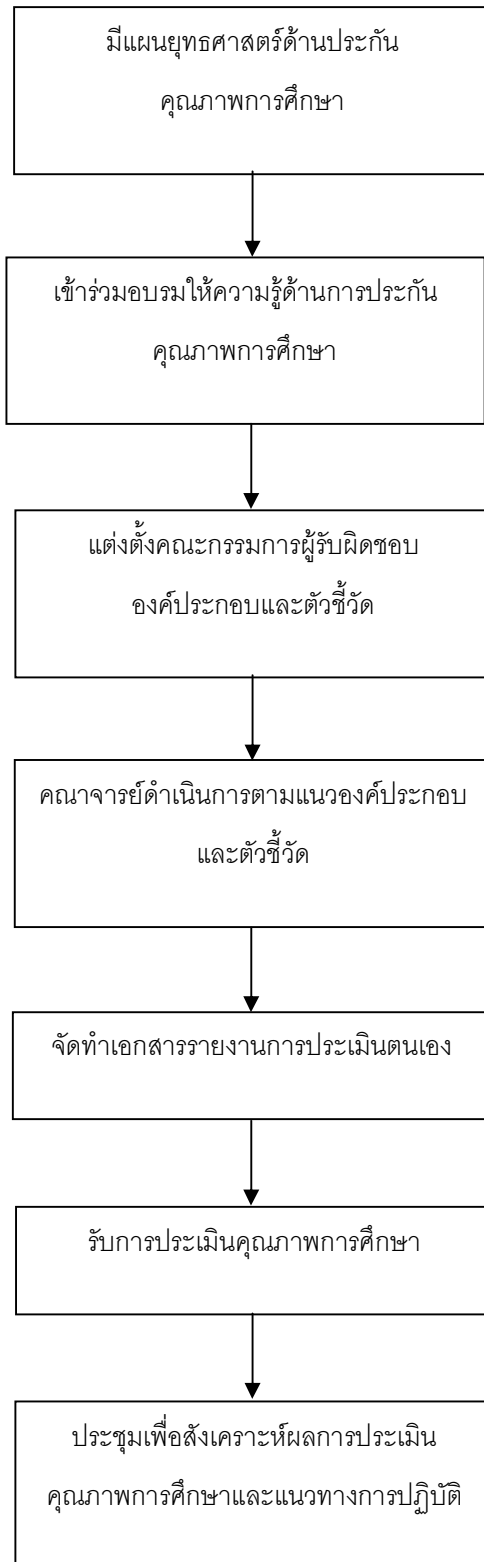 มีแผนยุทธศาสตร์ด้านประกัน
คุณภาพการศึกษา
เข้าร่วมอบรมให้ความรู้ด้านการประกัน
คุณภาพการศึกษา
แต่งตั้งคณะกรรมการผู้รับผิดชอบ
องค์ประกอบและตัวชี้วัด
คณาจารย์ดำเนินการตามแนวองค์ประกอบ
และตัวชี้วัด
จัดทำเอกสารรายงานการประเมินตนเอง
รับการประเมินคุณภาพการศึกษา
ประชุมเพื่อสังเคราะห์ผลการประเมิน
คุณภาพการศึกษาและแนวทางการปฏิบัติ